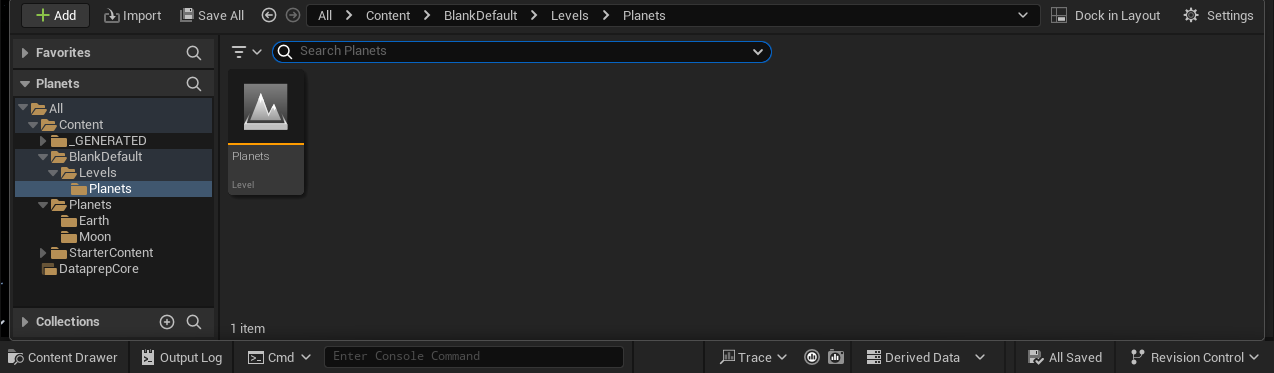 Add Import Save All All Content BlankDefault Levels Planets Dock in Layout Settings
Favorites
Search Planets
Planets
All
Content
_GENERATED
BlankDefault
Levels
Planets
Planets
Earth
Moon
StarterContent
DataprepCore
Planets
Level
Collections
1 item
Content Drawer Output Log Cmd Enter Console Command Trace Derived Data All Saved Revision Control